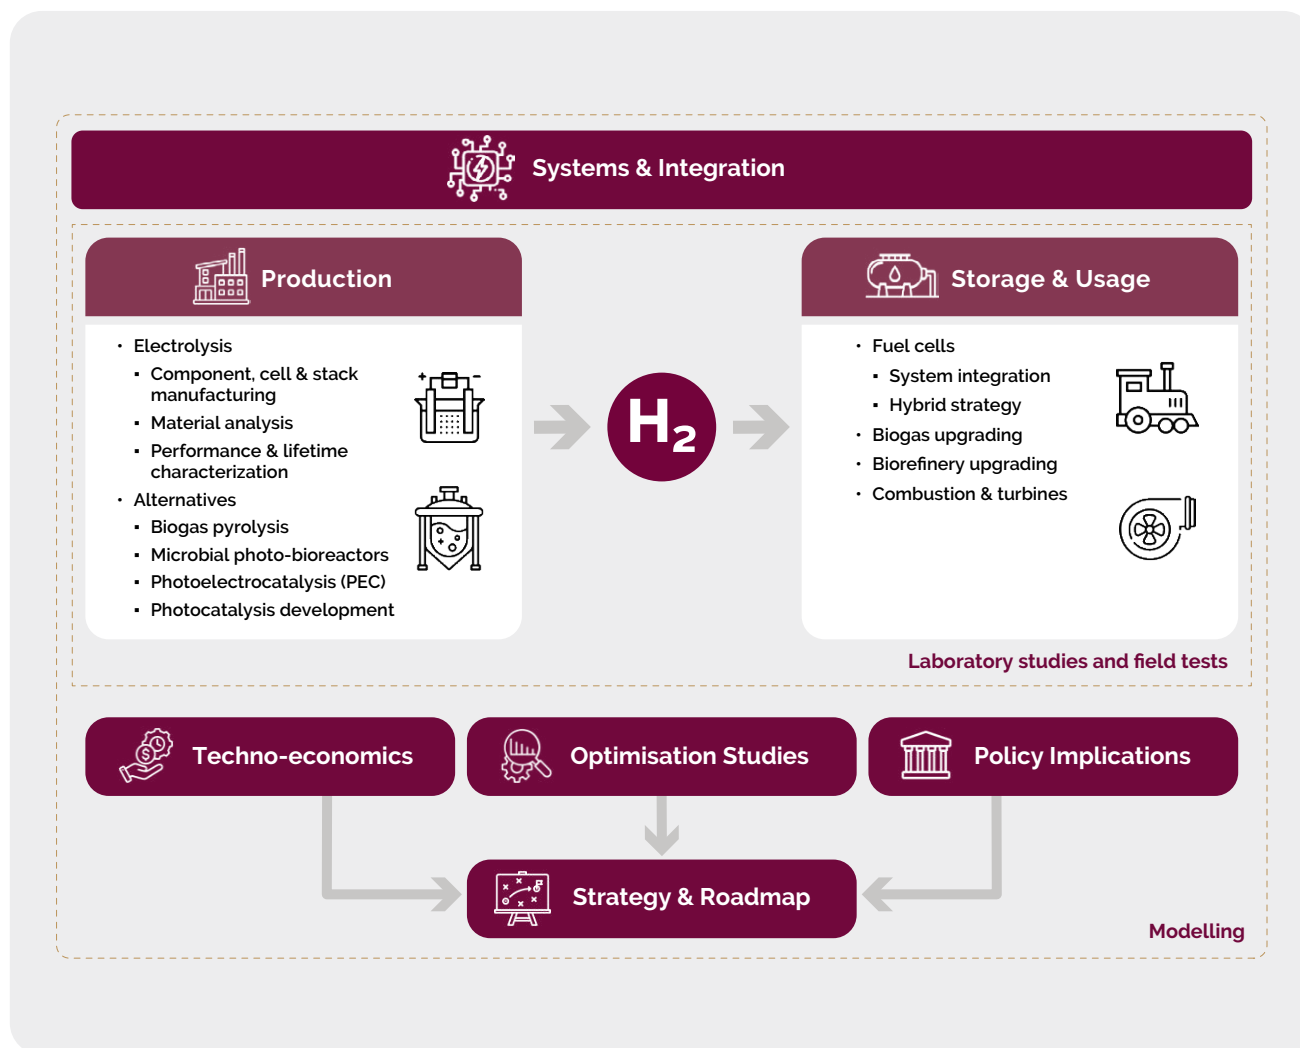 Systems & Integration
Production
• Electrolysis
▪ Component, cell & stack
manufacturing
▪ Material analysis
▪ Performance & lifetime
characterization
• Alternatives
▪ Biogas pyrolysis
▪ Microbial photo-bioreactors
▪ Photoelectrocatalysis (PEC)
▪ Photocatalysis development
H₂
Storage & Usage
• Fuel cells
▪ System integration
▪ Hybrid strategy
• Biogas upgrading
• Biorefinery upgrading
• Combustion & turbines
Laboratory studies and field tests
Techno-economics
Optimisation Studies
Policy Implications
Strategy & Roadmap
Modelling